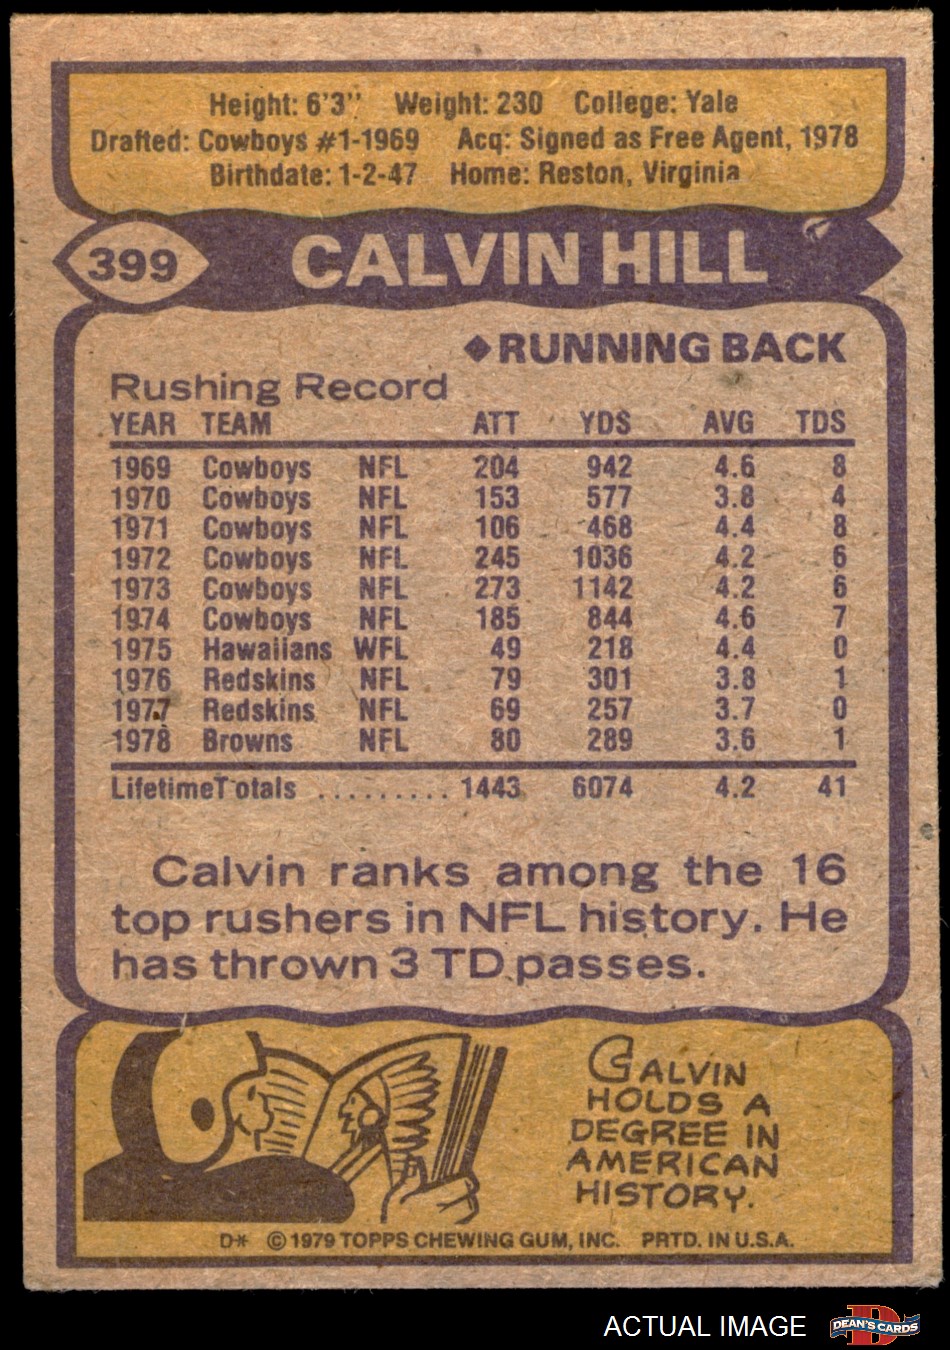 Height: 6'3" Weight: 230 College: Yale
Drafted: Cowboys #1-1969 Acq: Signed as Free Agent, 1978
Birthdate: 1-2-47 Home: Reston, Virginia
399 CALVIN HILL
◆RUNNING BACK
Rushing Record
YEAR TEAM ATT YDS AVG TDS
1969 Cowboys NFL 204 942 4.6 8
1970 Cowboys NFL 153 577 3.8 4
1971 Cowboys NFL 106 468 4.4 8
1972 Cowboys NFL 245 1036 4.2 6
1973 Cowboys NFL 273 1142 4.2 6
1974 Cowboys NFL 185 844 4.6 7
1975 Hawaiians WFL 49 218 4.4 0
1976 Redskins NFL 79 301 3.8 1
1977 Redskins NFL 69 257 3.7 0
1978 Browns NFL 80 289 3.6 1
Lifetime Totals ......... 1443 6074 4.2 41
Calvin ranks among the 16
top rushers in NFL history. He
has thrown 3 TD passes.
CALVIN
HOLDS A
DEGREE IN
AMERICAN
HISTORY.
D* © 1979 TOPPS CHEWING GUM, INC. PRTD. IN U.S.A.
ACTUAL IMAGE D DEAN'S CARDS